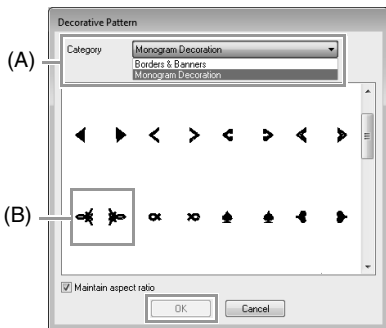 Decorative Pattern
(A)
Category
Monogram Decoration
Borders & Banners
Monogram Decoration
(B)
Maintain aspect ratio
OK
Cancel